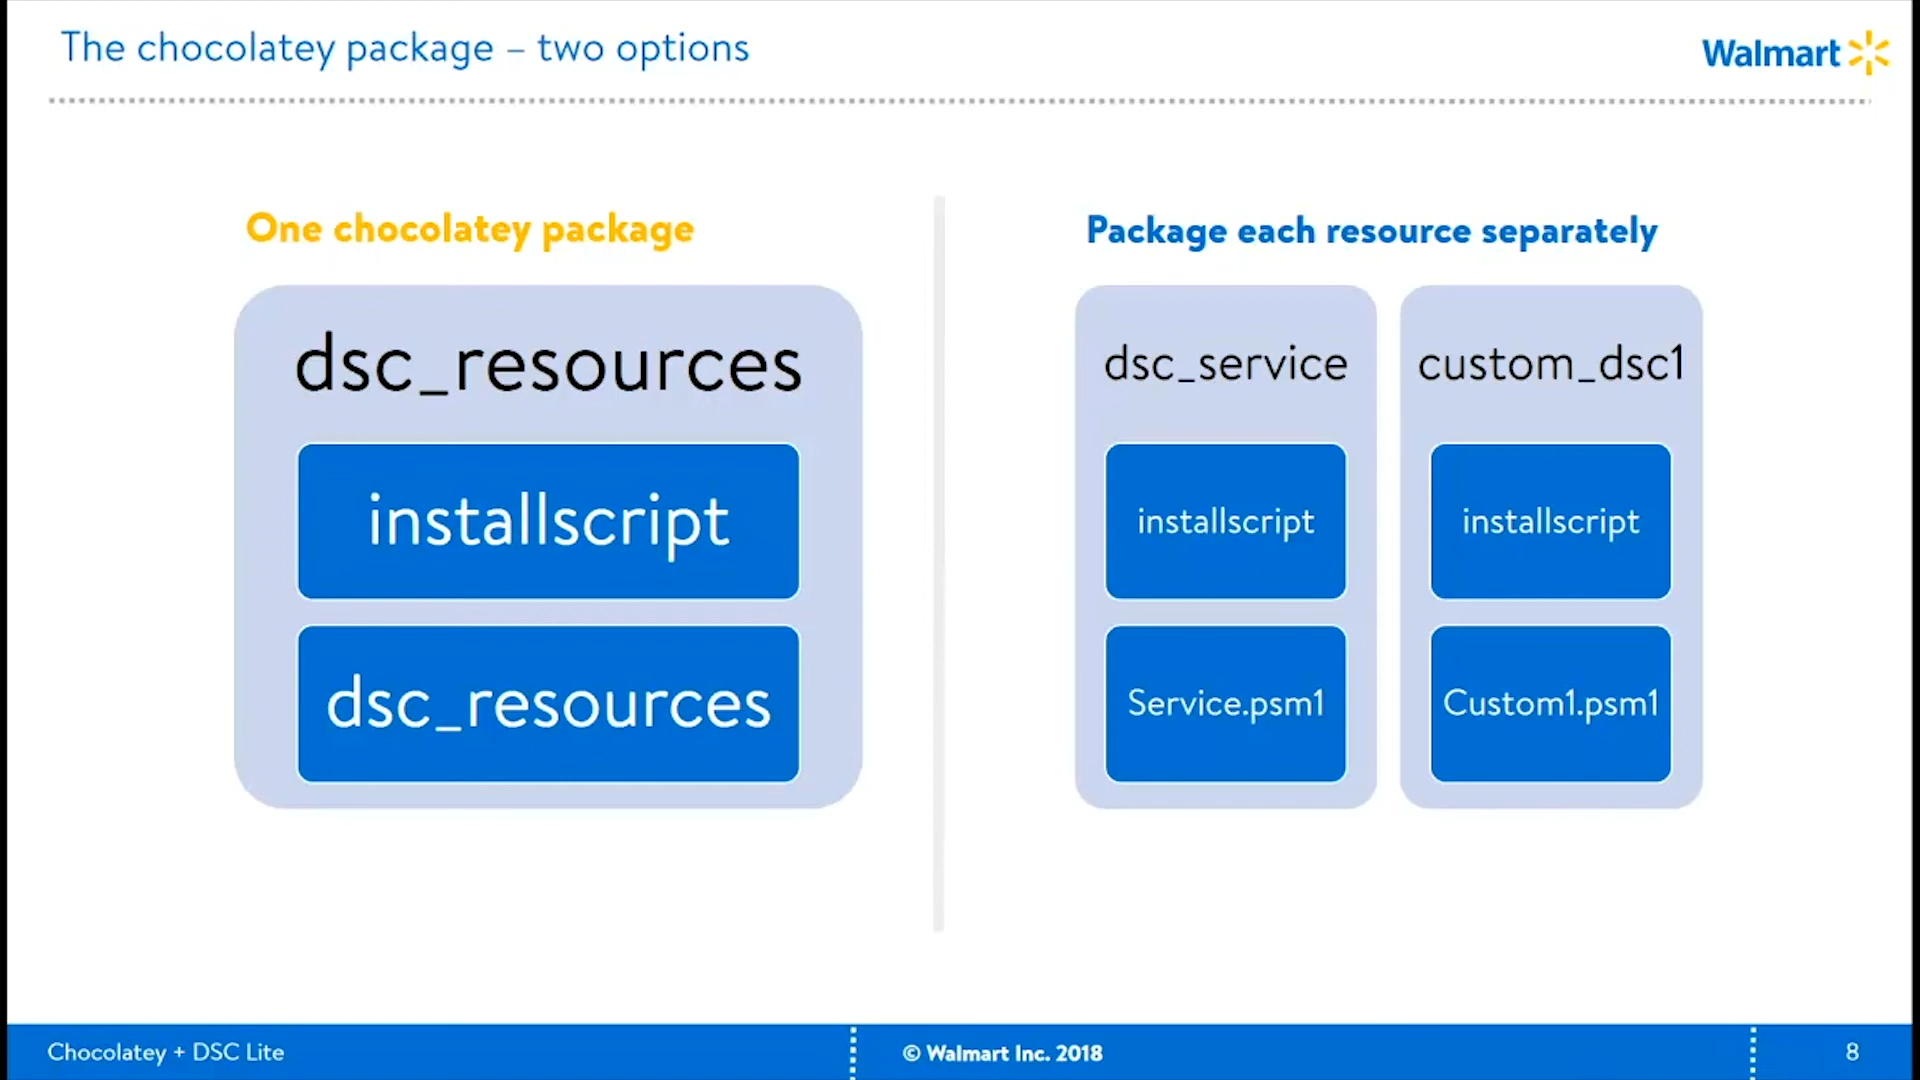 The chocolatey package – two options
Walmart
One chocolatey package
dsc_resources
installscript
dsc_resources
Package each resource separately
dsc_service
installscript
Service.psm1
custom_dsc1
installscript
Custom1.psm1
Chocolatey + DSC Lite
© Walmart Inc. 2018
8